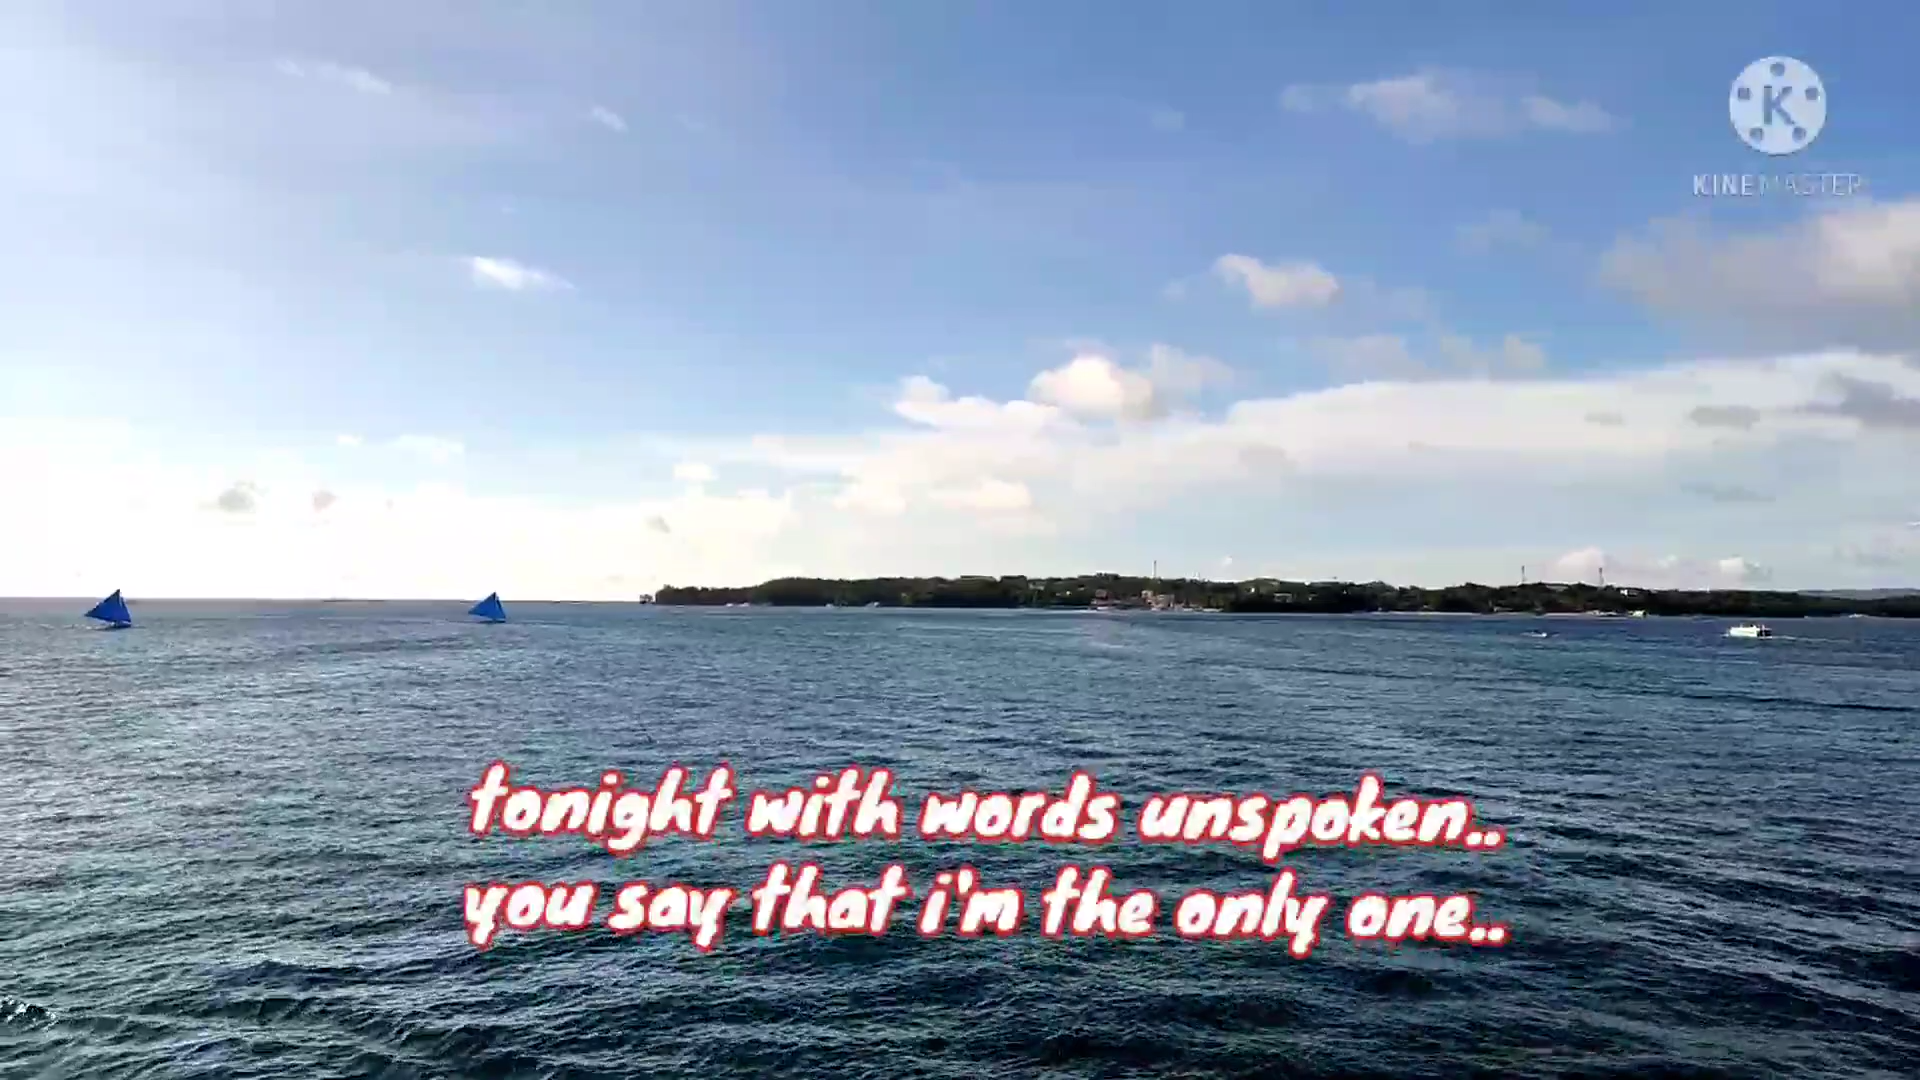 K
KINEMASTER
tonight with words unspoken..
you say that i'm the only one..